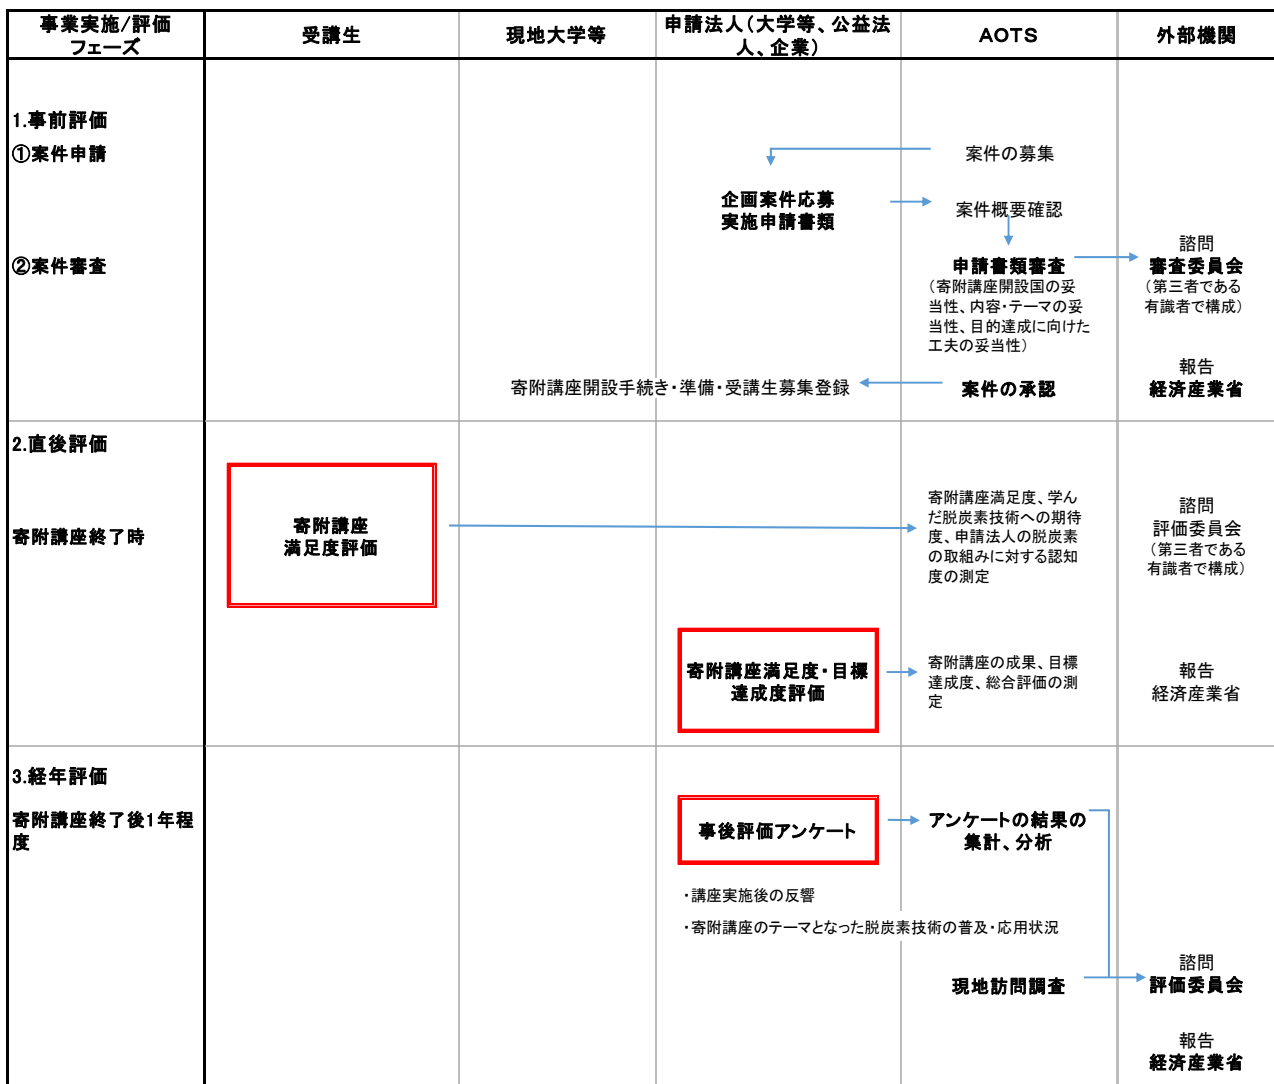 事業実施/評価
フェーズ
受講生
現地大学等
申請法人(大学等、公益法
人、企業)
AOTS
外部機関
1.事前評価
①案件申請
案件の募集
企画案件応募
実施申請書類
案件概要確認
②案件審査
申請書類審査
(寄附講座開設国の妥
当性、内容・テーマの妥
当性、目的達成に向けた
工夫の妥当性)
諮問
審査委員会
(第三者である
有識者で構成)
寄附講座開設手続き・準備・受講生募集登録
案件の承認
報告
経済産業省
2.直後評価
寄附講座終了時
寄附講座
満足度評価
寄附講座満足度、学ん
だ脱炭素技術への期待
度、申請法人の脱炭素
の取組みに対する認知
度の測定
諮問
評価委員会
(第三者である
有識者で構成)
寄附講座満足度・目標
達成度評価
寄附講座の成果、目標
達成度、総合評価の測
定
報告
経済産業省
3.経年評価
寄附講座終了後1年程
度
事後評価アンケート
アンケートの結果の
集計、分析
・講座実施後の反響
・寄附講座のテーマとなった脱炭素技術の普及・応用状況
現地訪問調査
諮問
評価委員会
報告
経済産業省